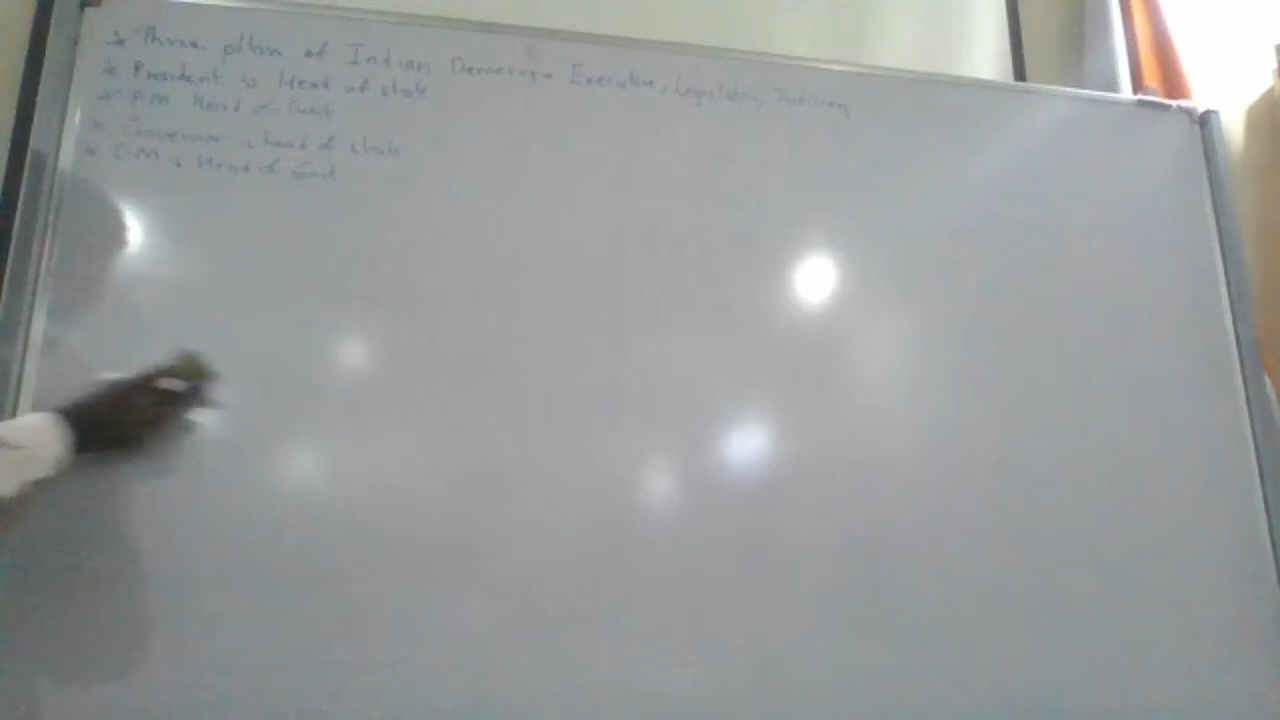 * Three pillars of Indian Democracy Executive, Legislative, Judiciary
* President is Head of state
* P.M Head of Govt
* Governor, head of state
* C.M, Head of Govt